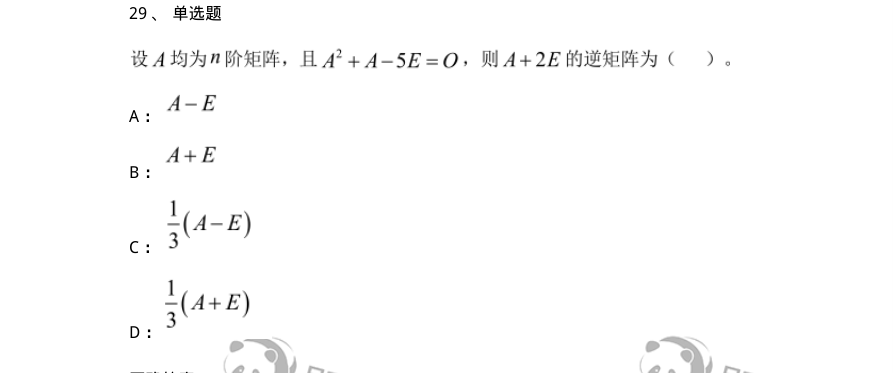 29 、 单选题
设 A 均为 n 阶矩阵，且 A² + A − 5E = O，则 A + 2E 的逆矩阵为（ ）。
A： A − E
B： A + E
C： 1/3 (A − E)
D： 1/3 (A + E)